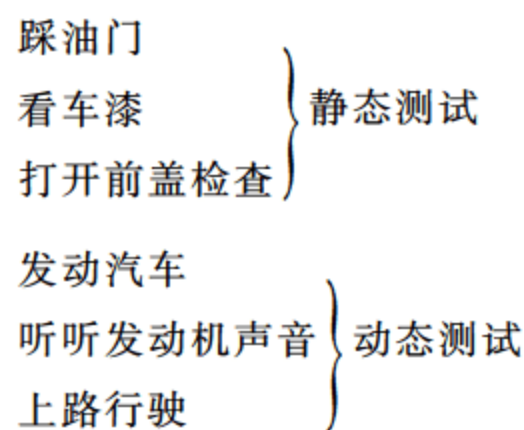 踩油门
看车漆
打开前盖检查
静态测试
发动汽车
听听发动机声音
上路行驶
动态测试